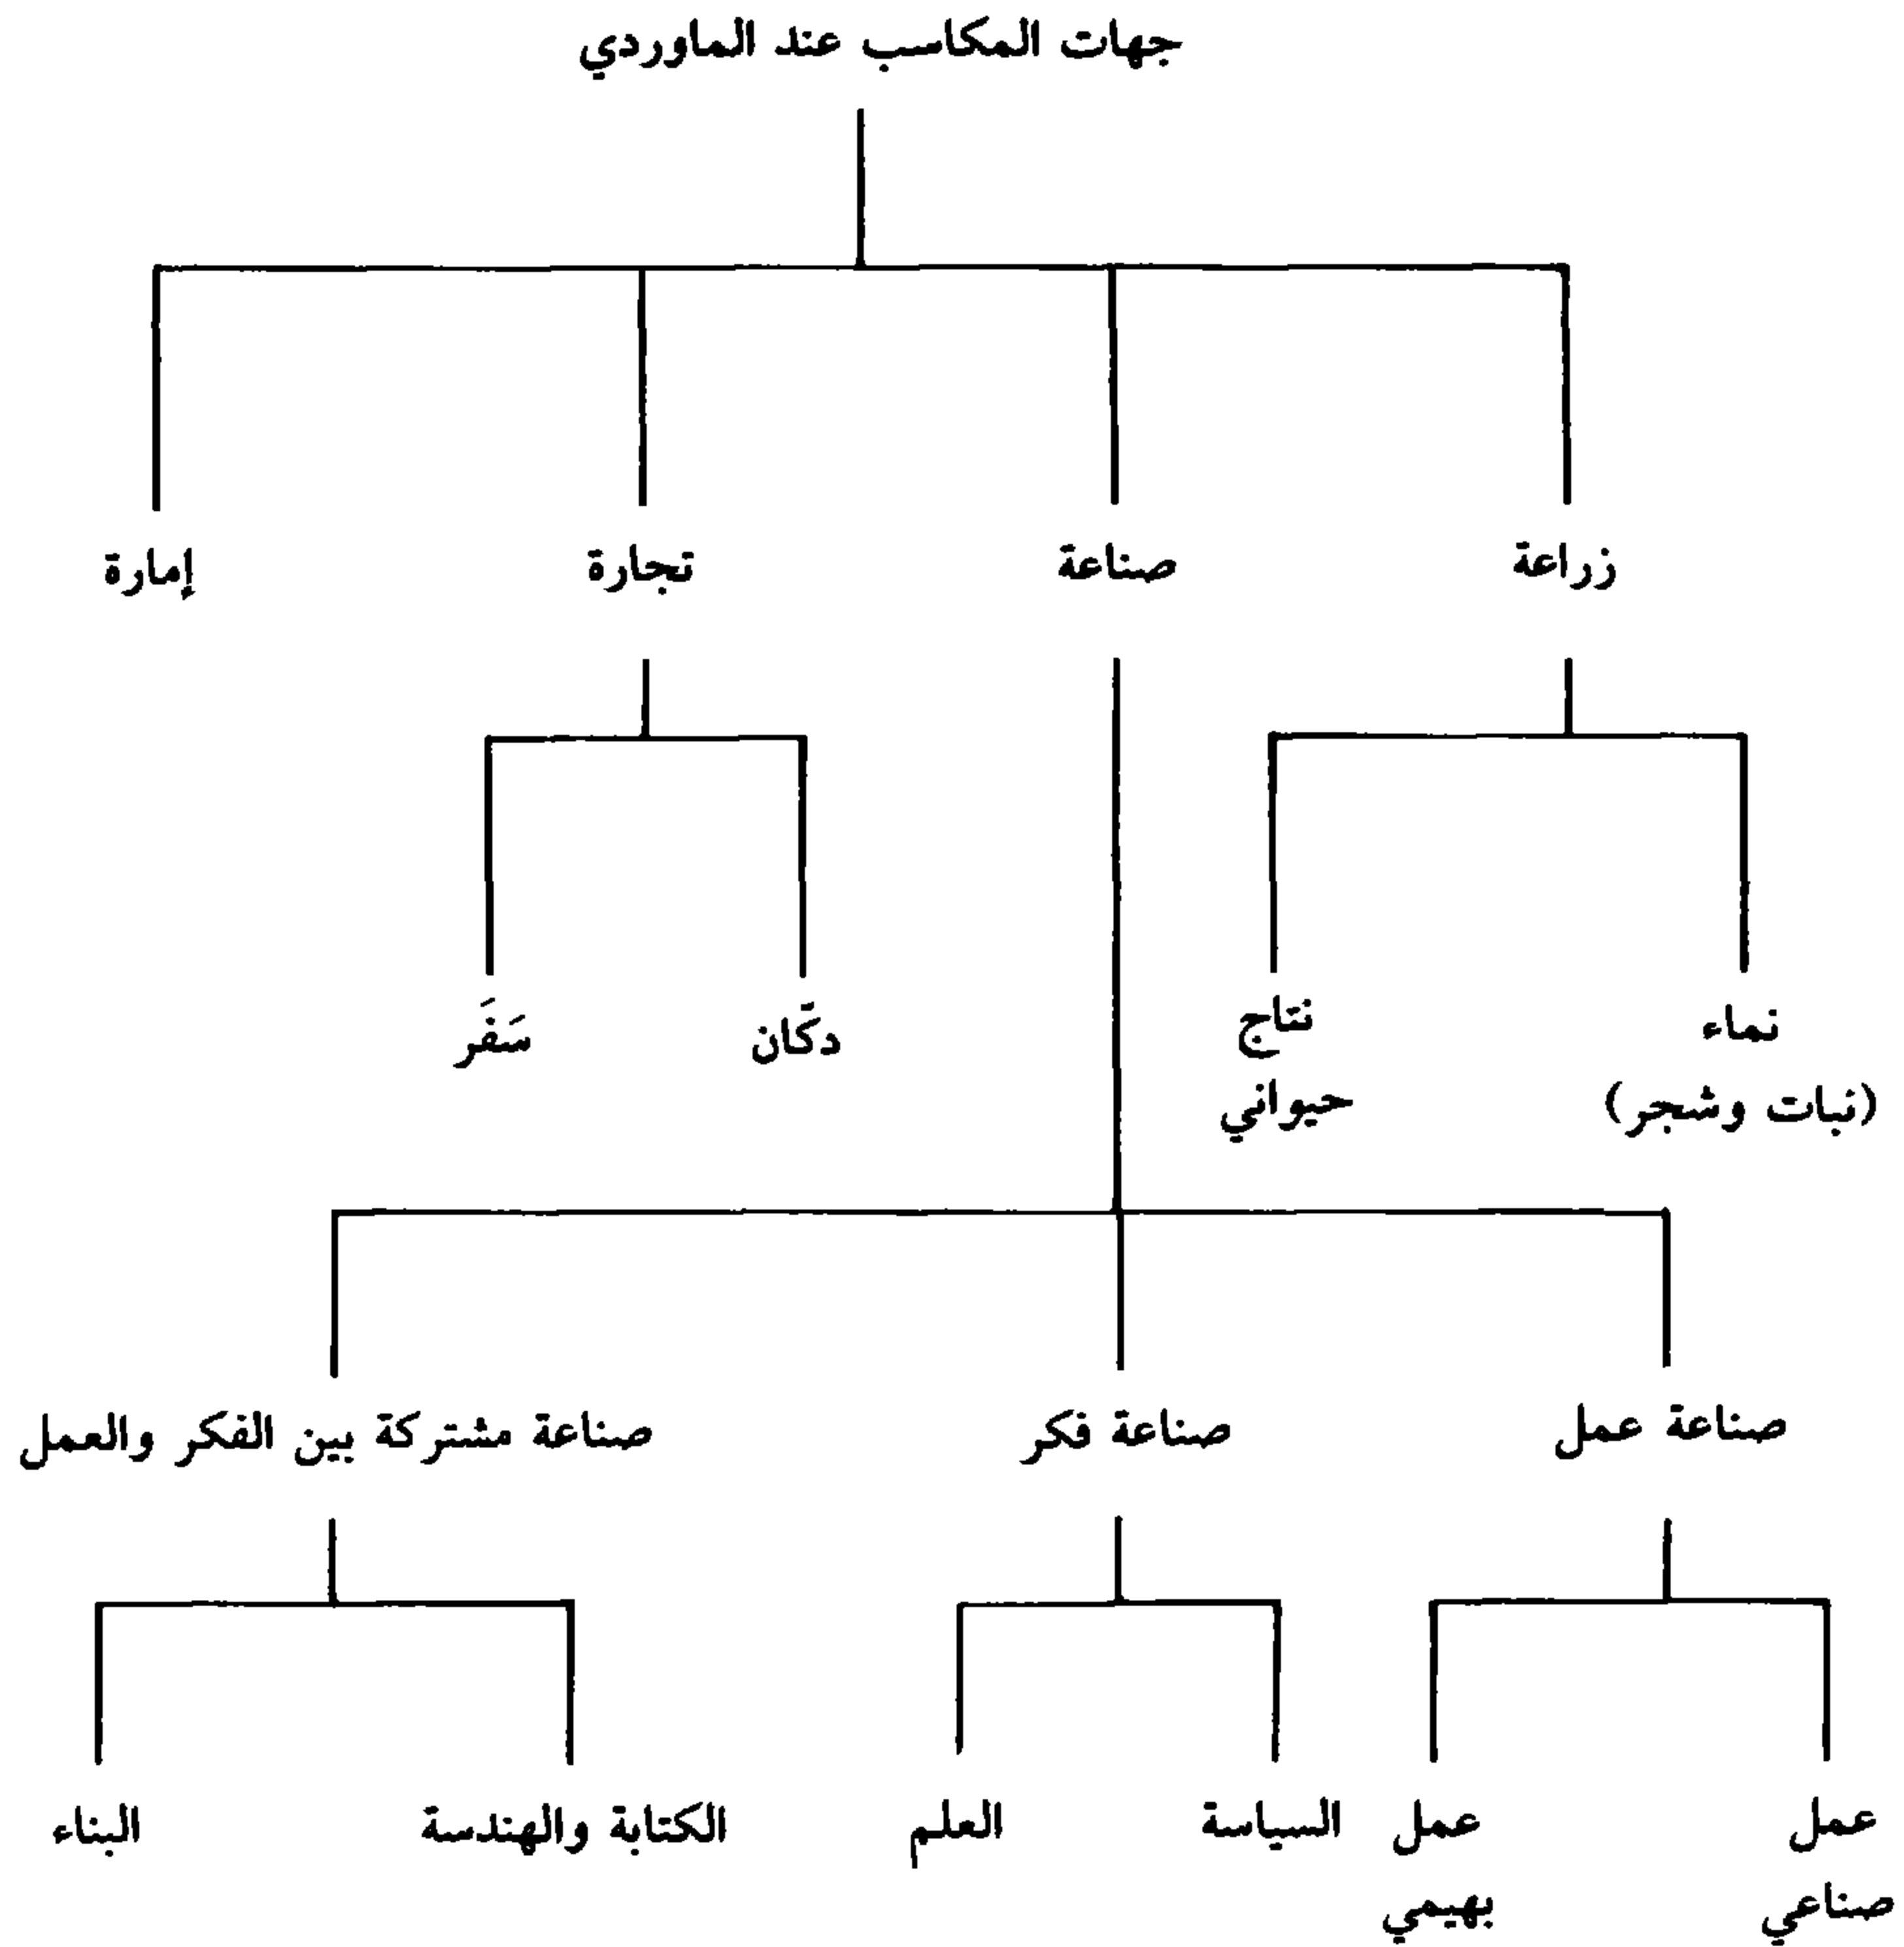 جهات المكاسب عند الماوردي
زراعة
صناعة
تجارة
إمارة
نماء
(نبات وشجر)
نتاج
حيواني
دكّان
سَفَر
صناعة عمل
صناعة فكر
صناعة مشتركة بين الفكر والعمل
عمل
صناعي
عمل
بهيمي
السياسة
العلم
الكتابة والهندسة
البناء